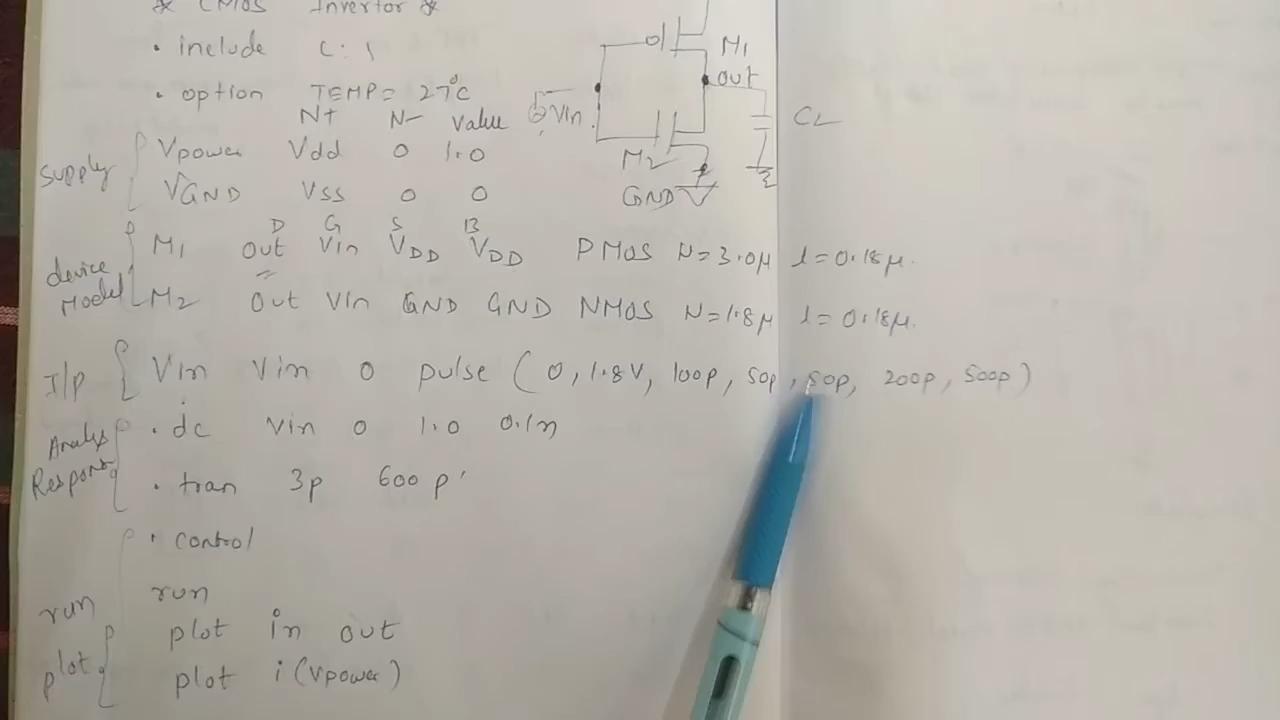 * CMOS Invertor *
• include C:\
• option TEMP = 27°C
N+ N- Value
Supply
Vpower Vdd 0 1.0
VGND VSS 0 0
D G S B
device Model
M1 out Vin VDD VDD PMOS W=3.0μ l=0.18μ.
M2 out Vin GND GND NMOS W=1.8μ l=0.18μ.
I/p
Vin Vin 0 pulse (0, 1.8V, 100p, 50p, 50p, 200p, 500p)
Respons
. dc Vin 0 1.0 0.1n
. tran 3p 600p
. control
run
run
plot in out
plot
plot i(Vpower)
M1
out
Vin
CL
M2
GND